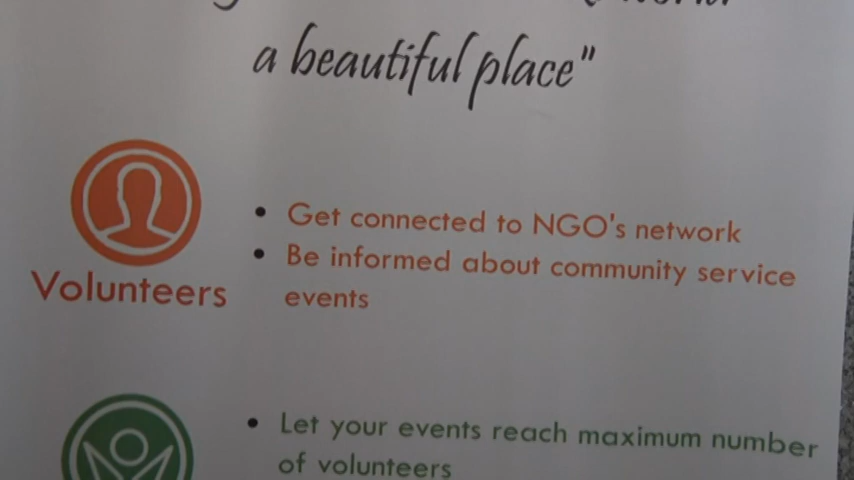 a beautiful place"
Get connected to NGO's network
Be informed about community service
events
Volunteers
Let your events reach maximum number
of volunteers